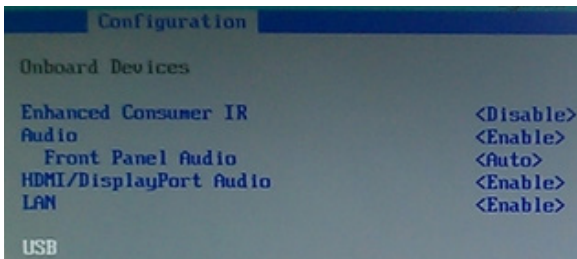 Configuration
Onboard Devices
Enhanced Consumer IR <Disable>
Audio <Enable>
Front Panel Audio <Auto>
HDMI/DisplayPort Audio <Enable>
LAN <Enable>
USB